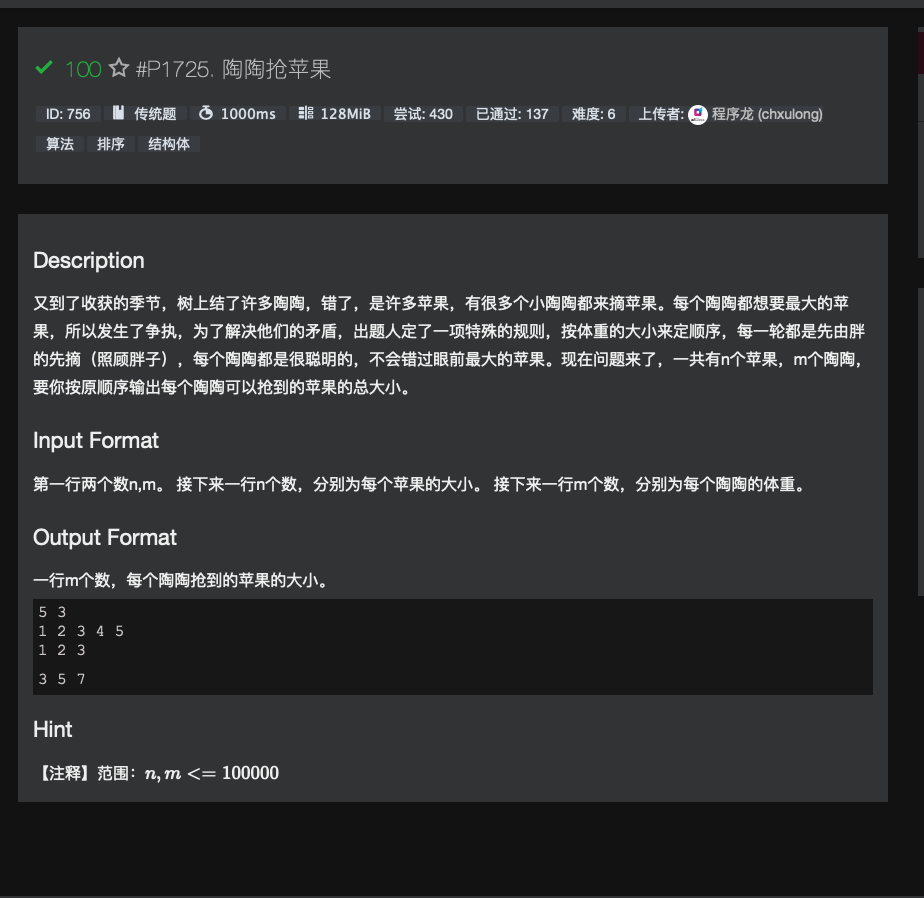 100 #P1725. 陶陶抢苹果
ID: 756 传统题 1000ms 128MiB 尝试: 430 已通过: 137 难度: 6 上传者: 程序龙 (chxulong)
算法 排序 结构体
Description
又到了收获的季节，树上结了许多陶陶，错了，是许多苹果，有很多个小陶陶都来摘苹果。每个陶陶都想要最大的苹
果，所以发生了争执，为了解决他们的矛盾，出题人定了一项特殊的规则，按体重的大小来定顺序，每一轮都是先由胖
的先摘（照顾胖子），每个陶陶都是很聪明的，不会错过眼前最大的苹果。现在问题来了，一共有n个苹果，m个陶陶，
要你按原顺序输出每个陶陶可以抢到的苹果的总大小。
Input Format
第一行两个数n,m。 接下来一行n个数，分别为每个苹果的大小。 接下来一行m个数，分别为每个陶陶的体重。
Output Format
一行m个数，每个陶陶抢到的苹果的大小。
5 3
1 2 3 4 5
1 2 3
3 5 7
Hint
【注释】范围：n, m <= 100000